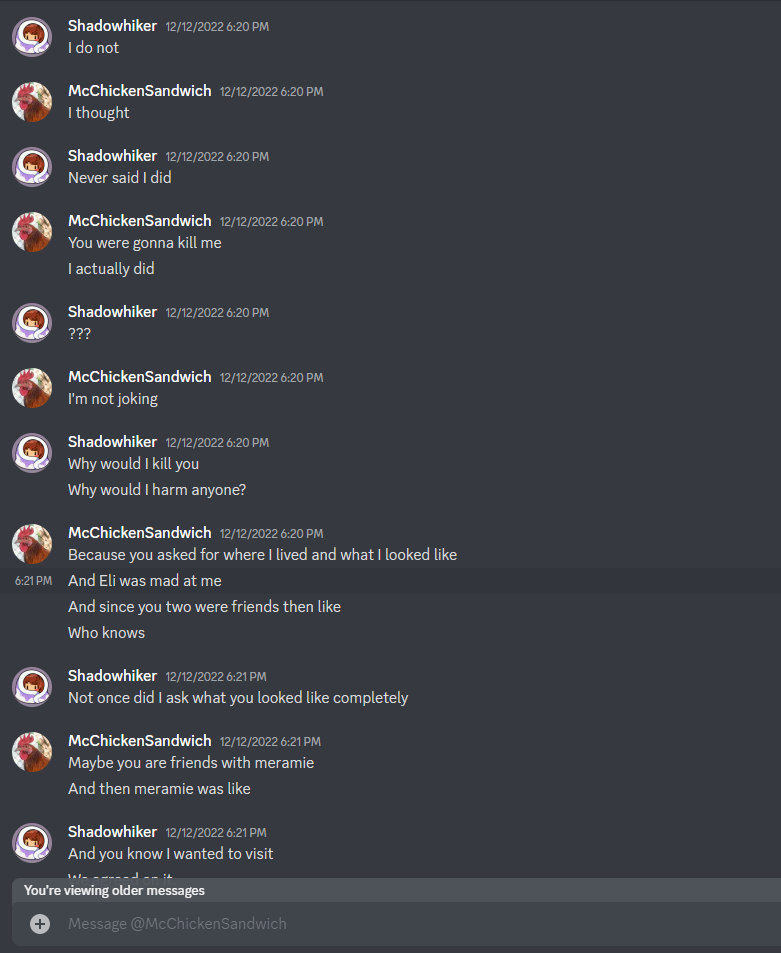 Shadowhiker 12/12/2022 6:20 PM
I do not
McChickenSandwich 12/12/2022 6:20 PM
I thought
Shadowhiker 12/12/2022 6:20 PM
Never said I did
McChickenSandwich 12/12/2022 6:20 PM
You were gonna kill me
I actually did
Shadowhiker 12/12/2022 6:20 PM
???
McChickenSandwich 12/12/2022 6:20 PM
I'm not joking
Shadowhiker 12/12/2022 6:20 PM
Why would I kill you
Why would I harm anyone?
McChickenSandwich 12/12/2022 6:20 PM
Because you asked for where I lived and what I looked like
6:21 PM And Eli was mad at me
And since you two were friends then like
Who knows
Shadowhiker 12/12/2022 6:21 PM
Not once did I ask what you looked like completely
McChickenSandwich 12/12/2022 6:21 PM
Maybe you are friends with meramie
And then meramie was like
Shadowhiker 12/12/2022 6:21 PM
And you know I wanted to visit
We agreed on it
You're viewing older messages
Message @McChickenSandwich